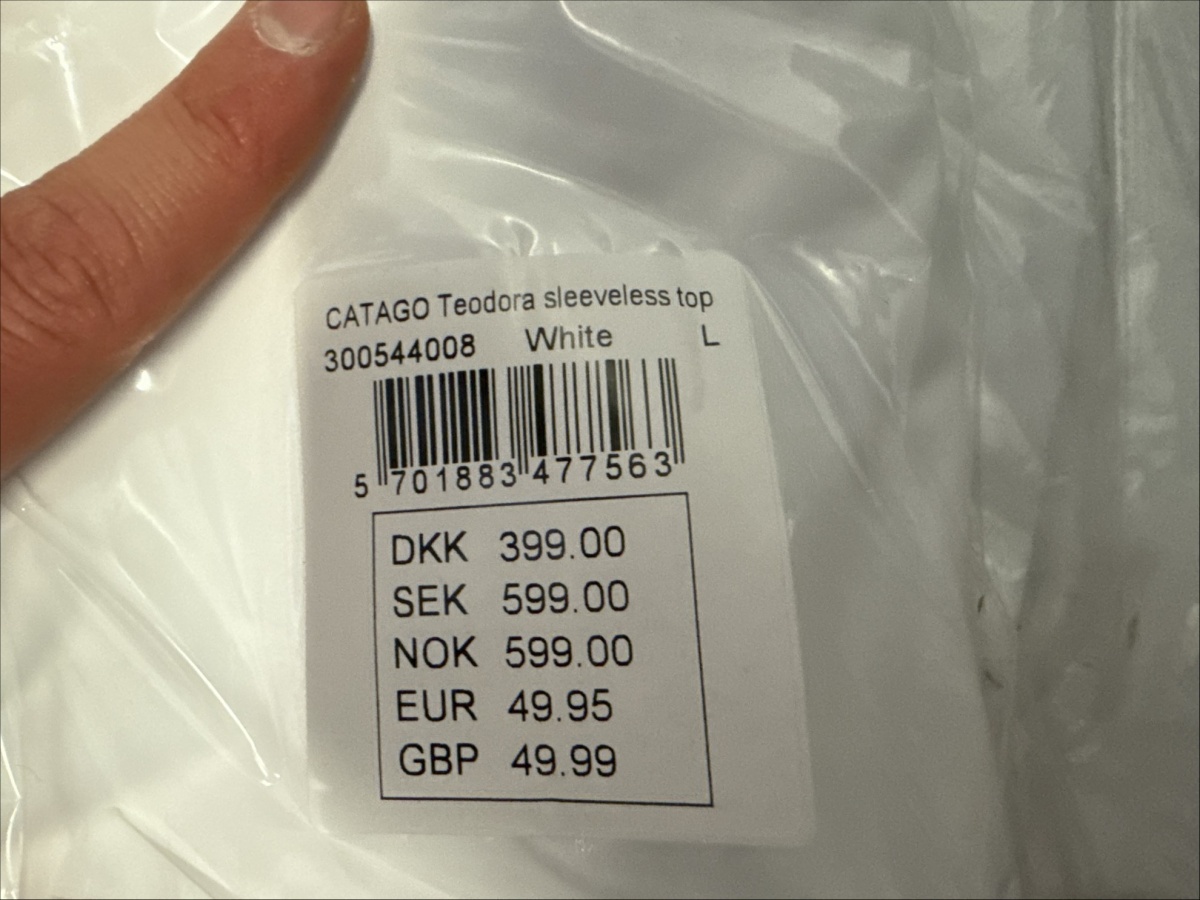 CATAGO Teodora sleeveless top
300544008 White L
5 701883 477563
DKK 399.00
SEK 599.00
NOK 599.00
EUR 49.95
GBP 49.99